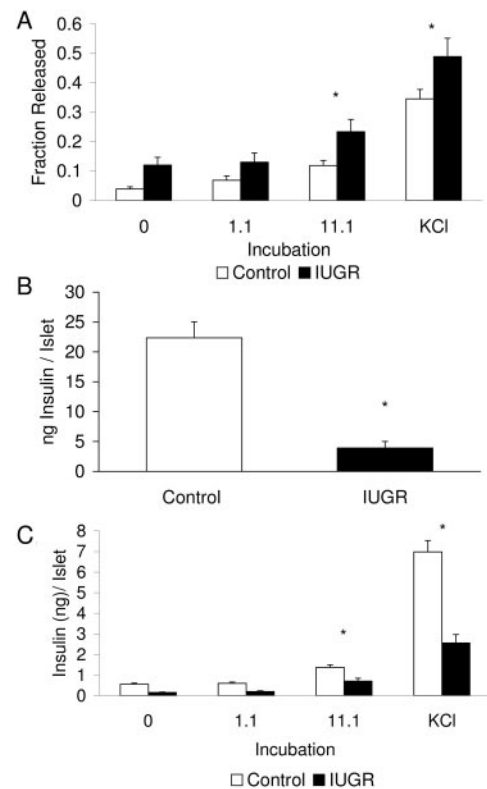 A
0.6
0.5
0.4
0.3
0.2
0.1
0
Fraction Released
* *
0 1.1 11.1 KCl
Incubation
Control IUGR
B
30
25
20
15
10
5
0
ng Insulin / Islet
*
Control IUGR
C
8
7
6
5
4
3
2
1
0
Insulin (ng)/ Islet
* *
0 1.1 11.1 KCl
Incubation
Control IUGR